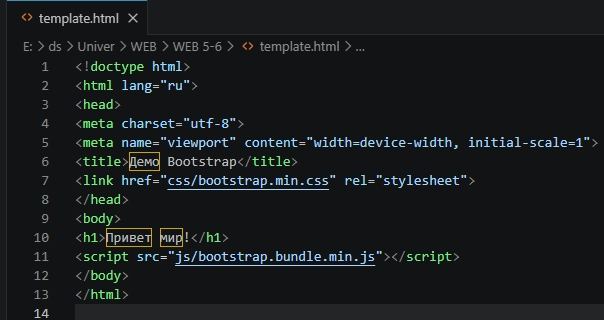 template.html
E: > ds > Univer > WEB > WEB 5-6 > template.html > ...
1 <!doctype html>
2 <html lang="ru">
3 <head>
4 <meta charset="utf-8">
5 <meta name="viewport" content="width=device-width, initial-scale=1">
6 <title>Демо Bootstrap</title>
7 <link href="css/bootstrap.min.css" rel="stylesheet">
8 </head>
9 <body>
10 <h1>Привет мир!</h1>
11 <script src="js/bootstrap.bundle.min.js"></script>
12 </body>
13 </html>
14